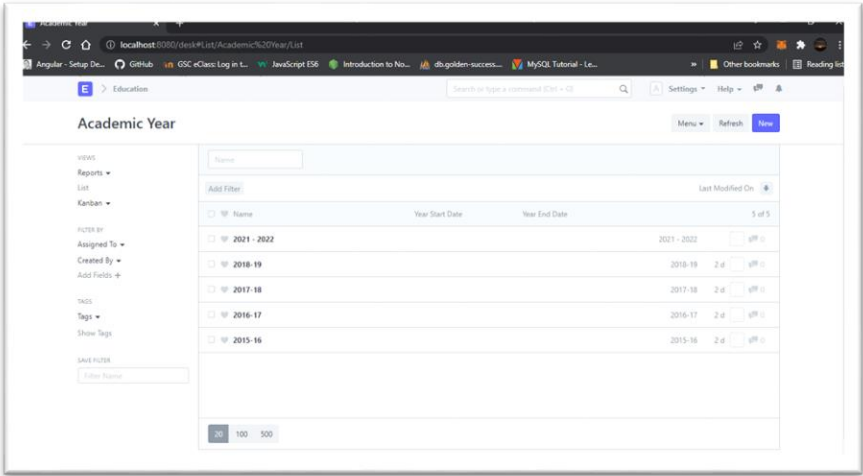 Academic Year
localhost:8080/desk#List/Academic%20Year/List
Angular - Setup De... GitHub GSC eClass: Log in t... JavaScript ES6 Introduction to No... db.golden-success.... MySQL Tutorial - Le... » Other bookmarks Reading list
E > Education Search or type a command (Ctrl + G) A Settings Help
Academic Year Menu Refresh New
VIEWS
Reports
List
Kanban
FILTER BY
Assigned To
Created By
Add Fields +
TAGS
Tags
Show Tags
SAVE FILTER
Filter Name
Name
Add Filter Last Modified On
Name Year Start Date Year End Date 5 of 5
2021 - 2022 2021 - 2022 0
2018-19 2018-19 2 d 0
2017-18 2017-18 2 d 0
2016-17 2016-17 2 d 0
2015-16 2015-16 2 d 0
20 100 500